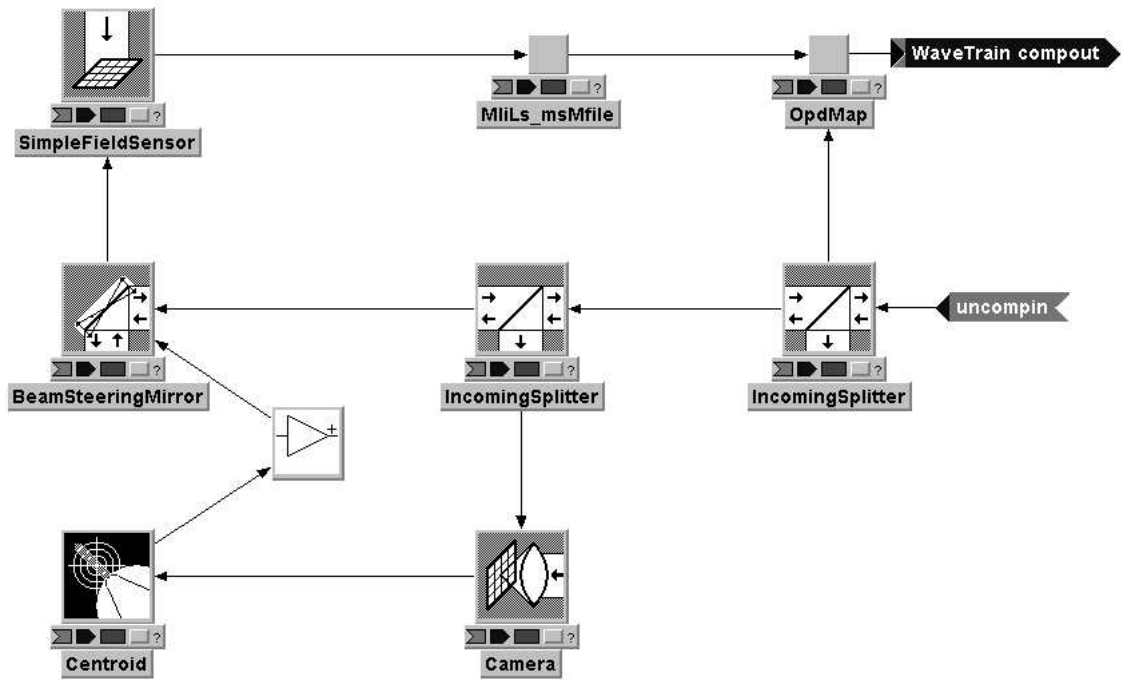 WaveTrain compout
?
?
?
MliLs_msMfile
OpdMap
SimpleFieldSensor
uncompin
?
?
?
BeamSteeringMirror
IncomingSplitter
IncomingSplitter
+
?
?
Centroid
Camera